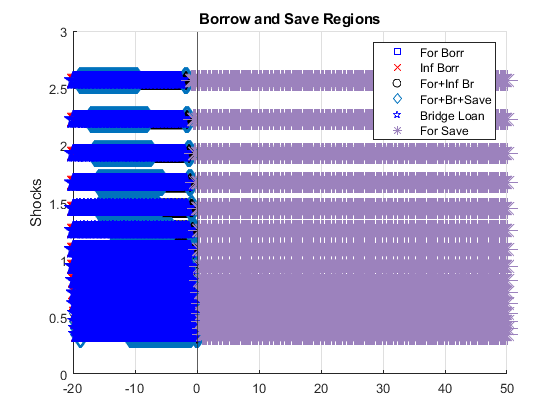 Borrow and Save Regions
3
2.5
2
1.5
1
0.5
0
Shocks
For Borr
Inf Borr
For+Inf Br
For+Br+Save
Bridge Loan
For Save
-20 -10 0 10 20 30 40 50